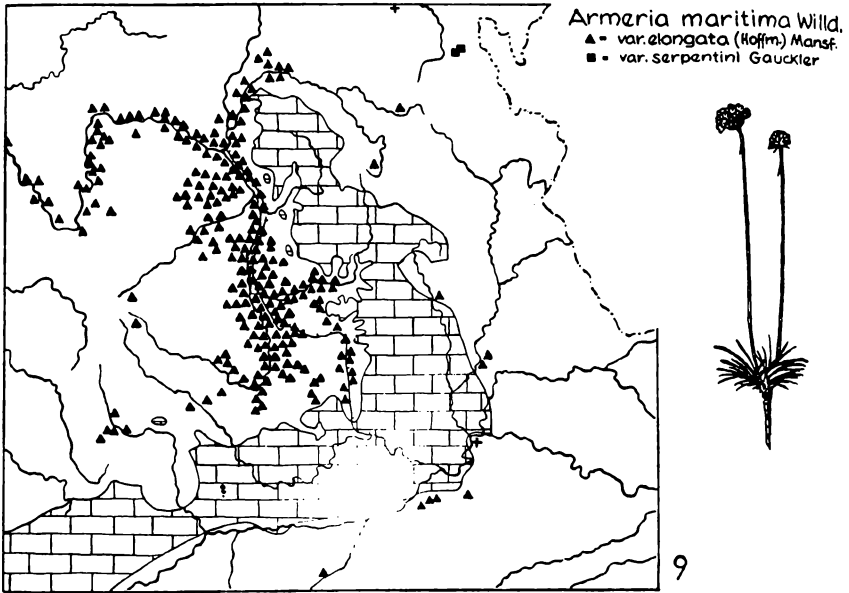 Armeria maritima Willd.
▲ - var. elongata (Hoffm.) Mansf.
■ - var. serpentini Gauckler
9